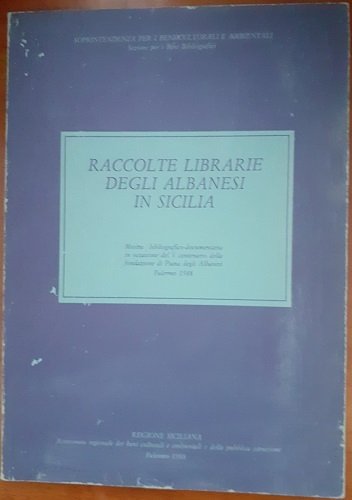 SOPRINTENDENZA PER I BENI CULTURALI E AMBIENTALI
Sezione per i Beni Bibliografici
RACCOLTE LIBRARIE
DEGLI ALBANESI
IN SICILIA
Mostra bibliografico-documentaria
in occasione del V centenario della
fondazione di Piana degli Albanesi
Palermo 1988
REGIONE SICILIANA
Assessorato regionale dei beni culturali e ambientali e della pubblica istruzione
Palermo 1988